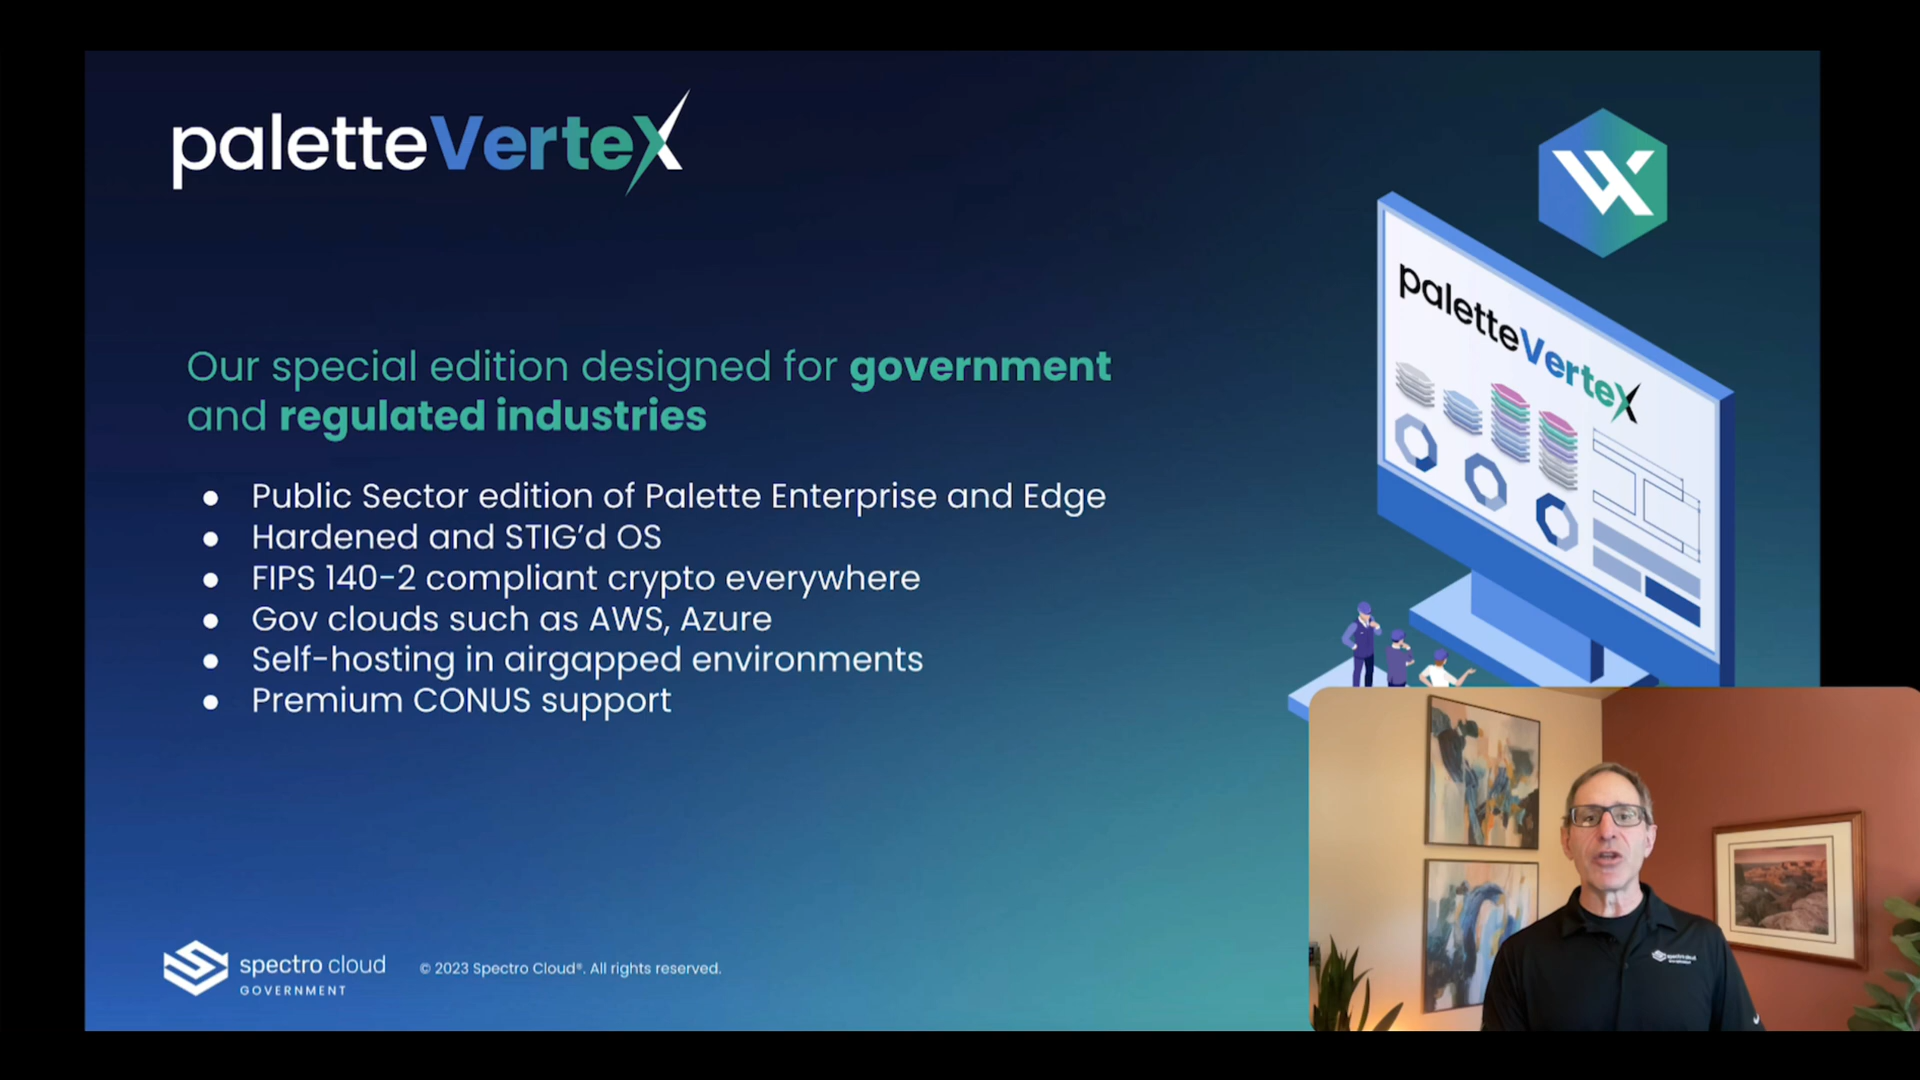 paletteVerteX
paletteVerteX
Our special edition designed for government
and regulated industries
● Public Sector edition of Palette Enterprise and Edge
● Hardened and STIG’d OS
● FIPS 140-2 compliant crypto everywhere
● Gov clouds such as AWS, Azure
● Self-hosting in airgapped environments
● Premium CONUS support
spectro cloud
GOVERNMENT
© 2023 Spectro Cloud®. All rights reserved.
spectro cloud